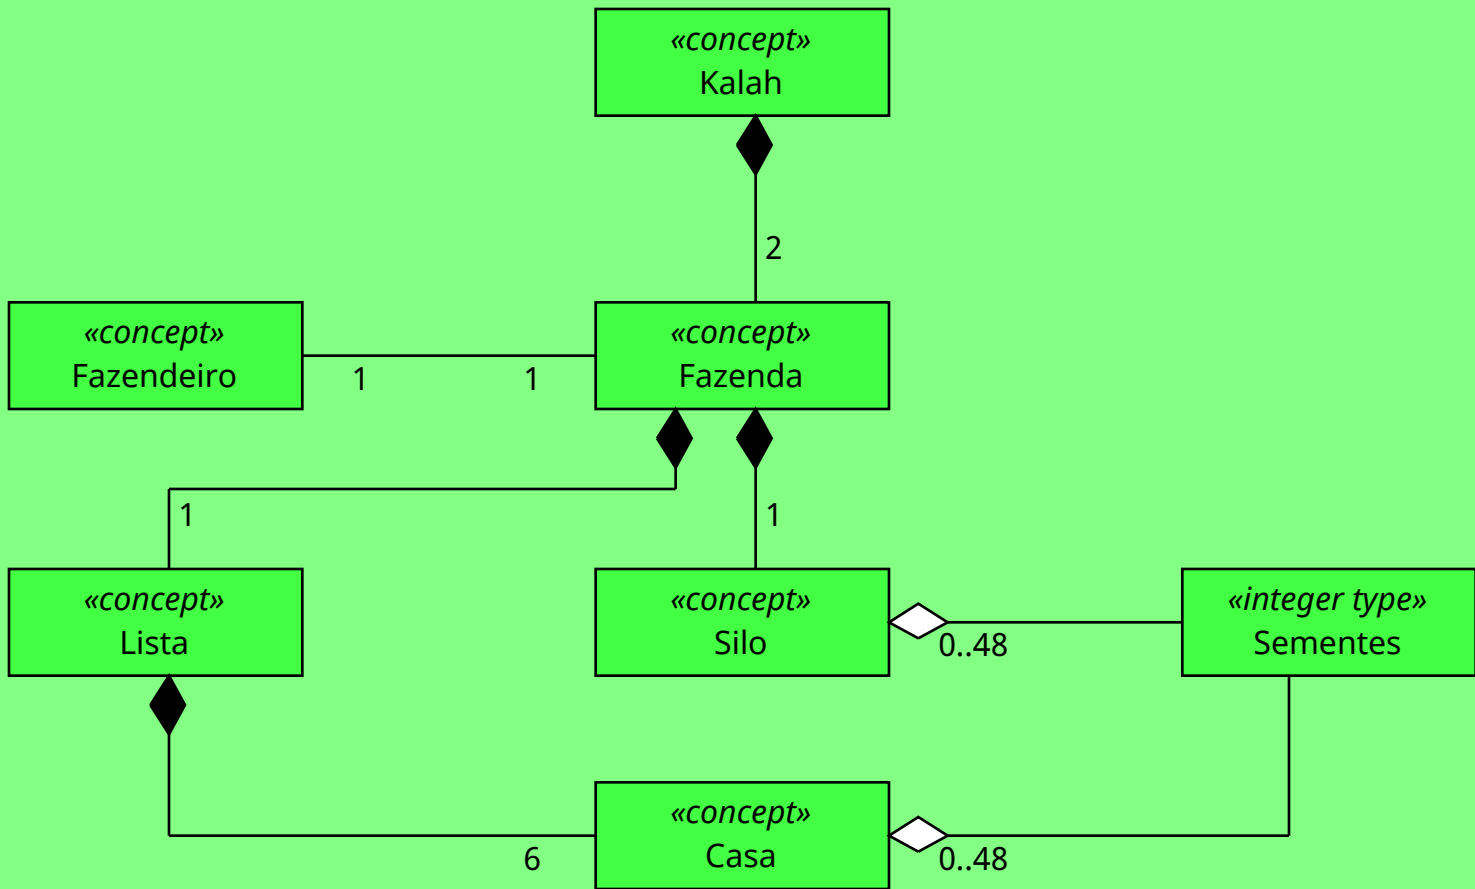 «concept»
Kalah
2
«concept»
Fazendeiro
1
1
«concept»
Fazenda
1
1
«concept»
Lista
«concept»
Silo
0..48
«integer type»
Sementes
6
«concept»
Casa
0..48